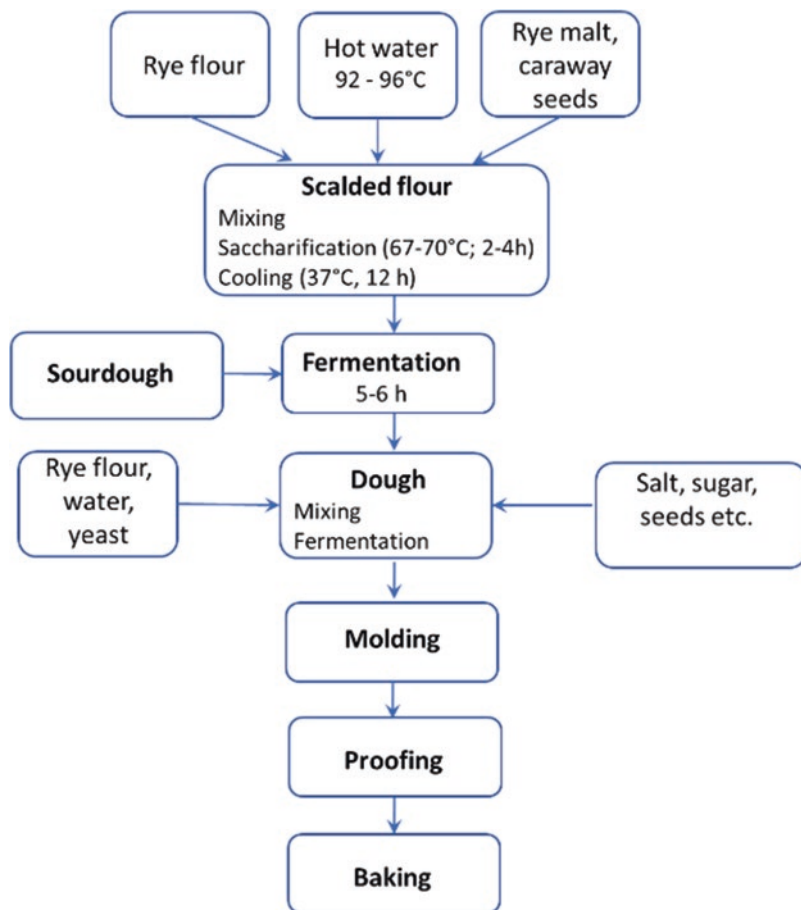 Rye flour
Hot water
92 - 96°C
Rye malt,
caraway
seeds
Scalded flour
Mixing
Saccharification (67-70°C; 2-4h)
Cooling (37°C, 12 h)
Sourdough
Fermentation
5-6 h
Rye flour,
water,
yeast
Dough
Mixing
Fermentation
Salt, sugar,
seeds etc.
Molding
Proofing
Baking